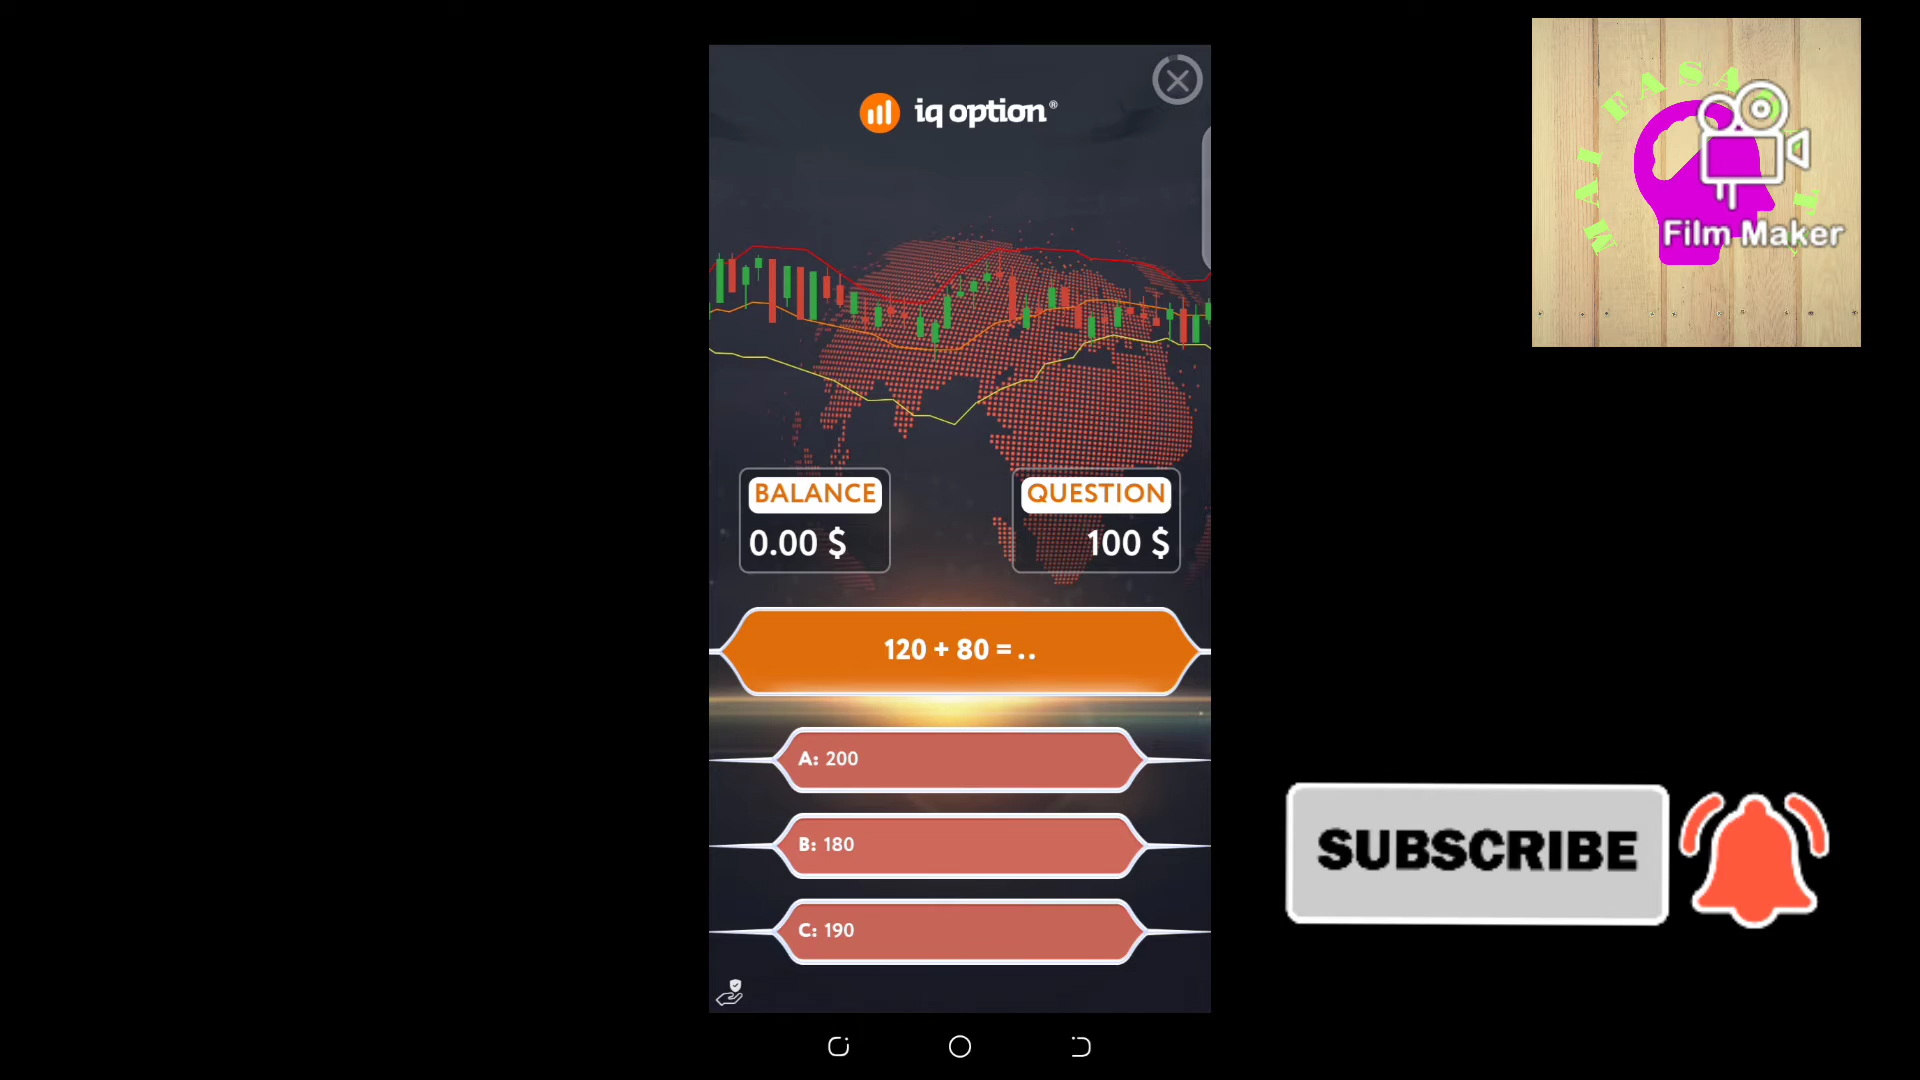 iq option®
BALANCE
0.00 $
QUESTION
100 $
120 + 80 = ..
A: 200
B: 180
C: 190
Film Maker
SUBSCRIBE